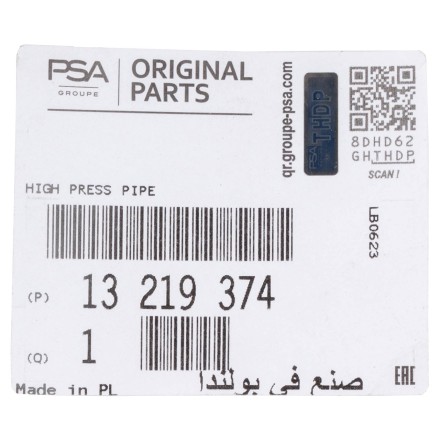 PSA
GROUPE
ORIGINAL
PARTS
qr.groupe-psa.com
PSA THDP
8DHD62
GHTHDP
SCAN!
HIGH PRESS PIPE
LB0623
(P) 13 219 374
(Q) 1
Made in PL
صنع في بولندا
EAC